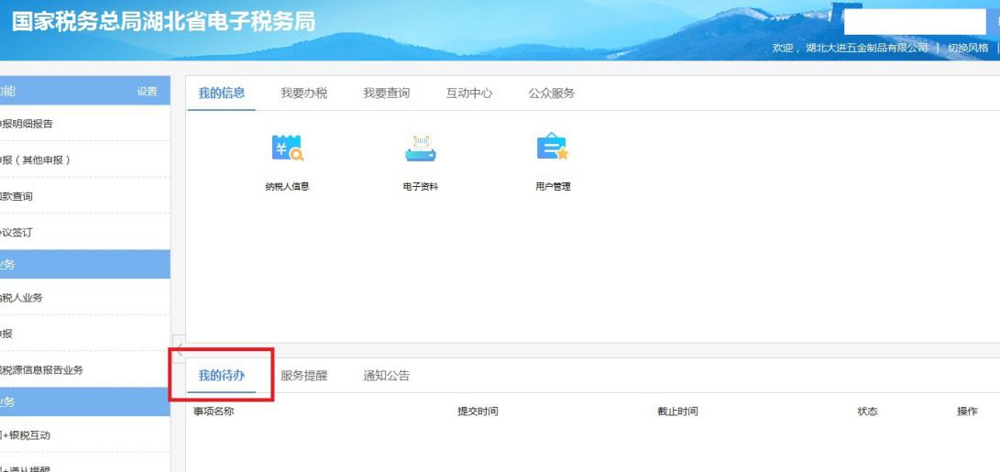 国家税务总局湖北省电子税务局
欢迎，湖北大进五金制品有限公司 | 切换风格 |
功能 设置
申报明细报告
申报（其他申报）
扣款查询
协议签订
业务
纳税人业务
申报
税源信息报告业务
业务
+银税互动
+遵从提醒
我的信息 我要办税 我要查询 互动中心 公众服务
纳税人信息 电子资料 用户管理
我的待办 服务提醒 通知公告
事项名称 提交时间 截止时间 状态 操作